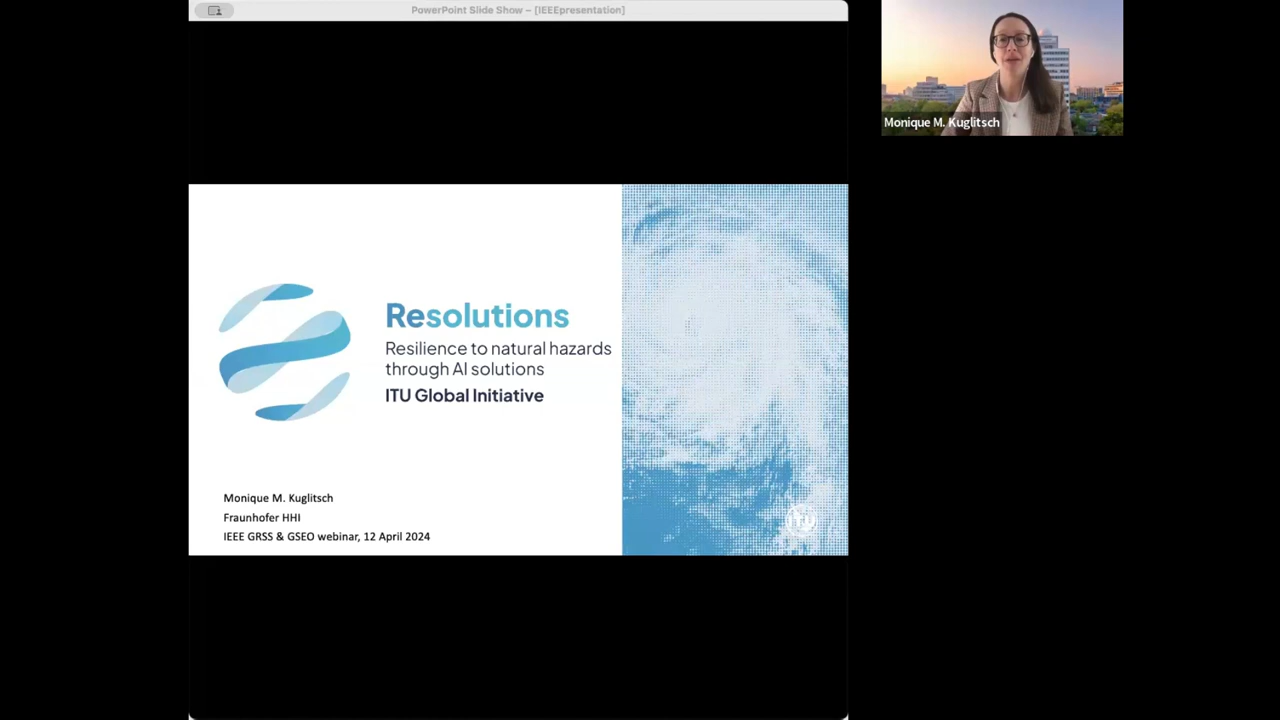 PowerPoint Slide Show – [IEEEpresentation]
Monique M. Kuglitsch
Resolutions
Resilience to natural hazards
through AI solutions
ITU Global Initiative
Monique M. Kuglitsch
Fraunhofer HHI
IEEE GRSS & GSEO webinar, 12 April 2024
ITU